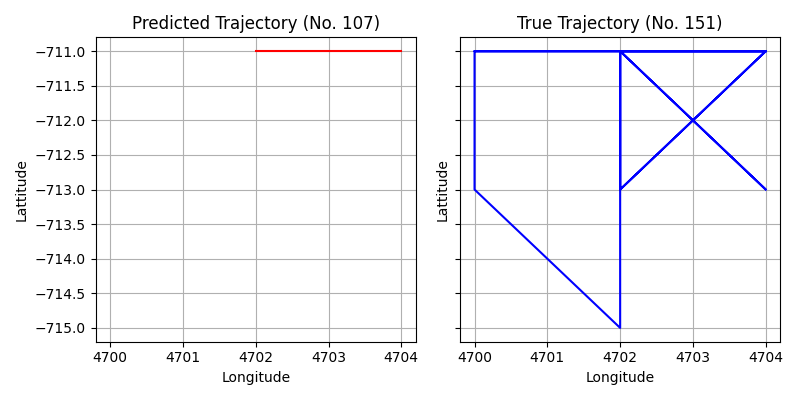 Predicted Trajectory (No. 107)
True Trajectory (No. 151)
−711.0
−711.5
−712.0
−712.5
−713.0
−713.5
−714.0
−714.5
−715.0
Lattitude
Lattitude
4700 4701 4702 4703 4704
4700 4701 4702 4703 4704
Longitude
Longitude